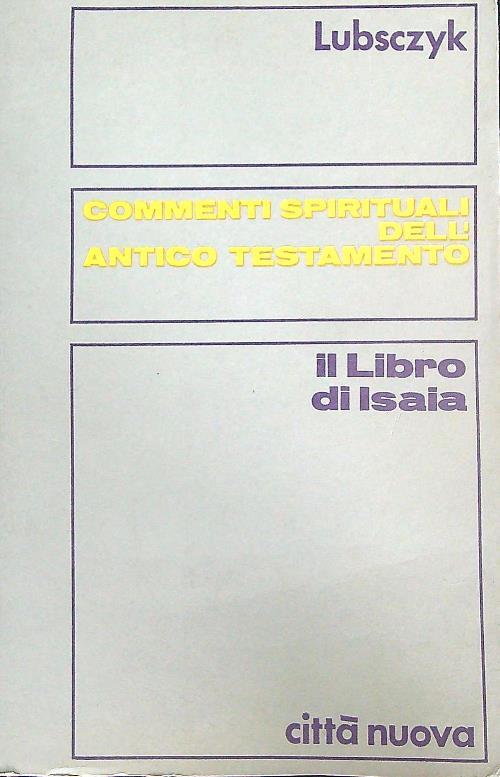 Lubsczyk
COMMENTI SPIRITUALI
DELL'
ANTICO TESTAMENTO
il Libro
di Isaia
città nuova